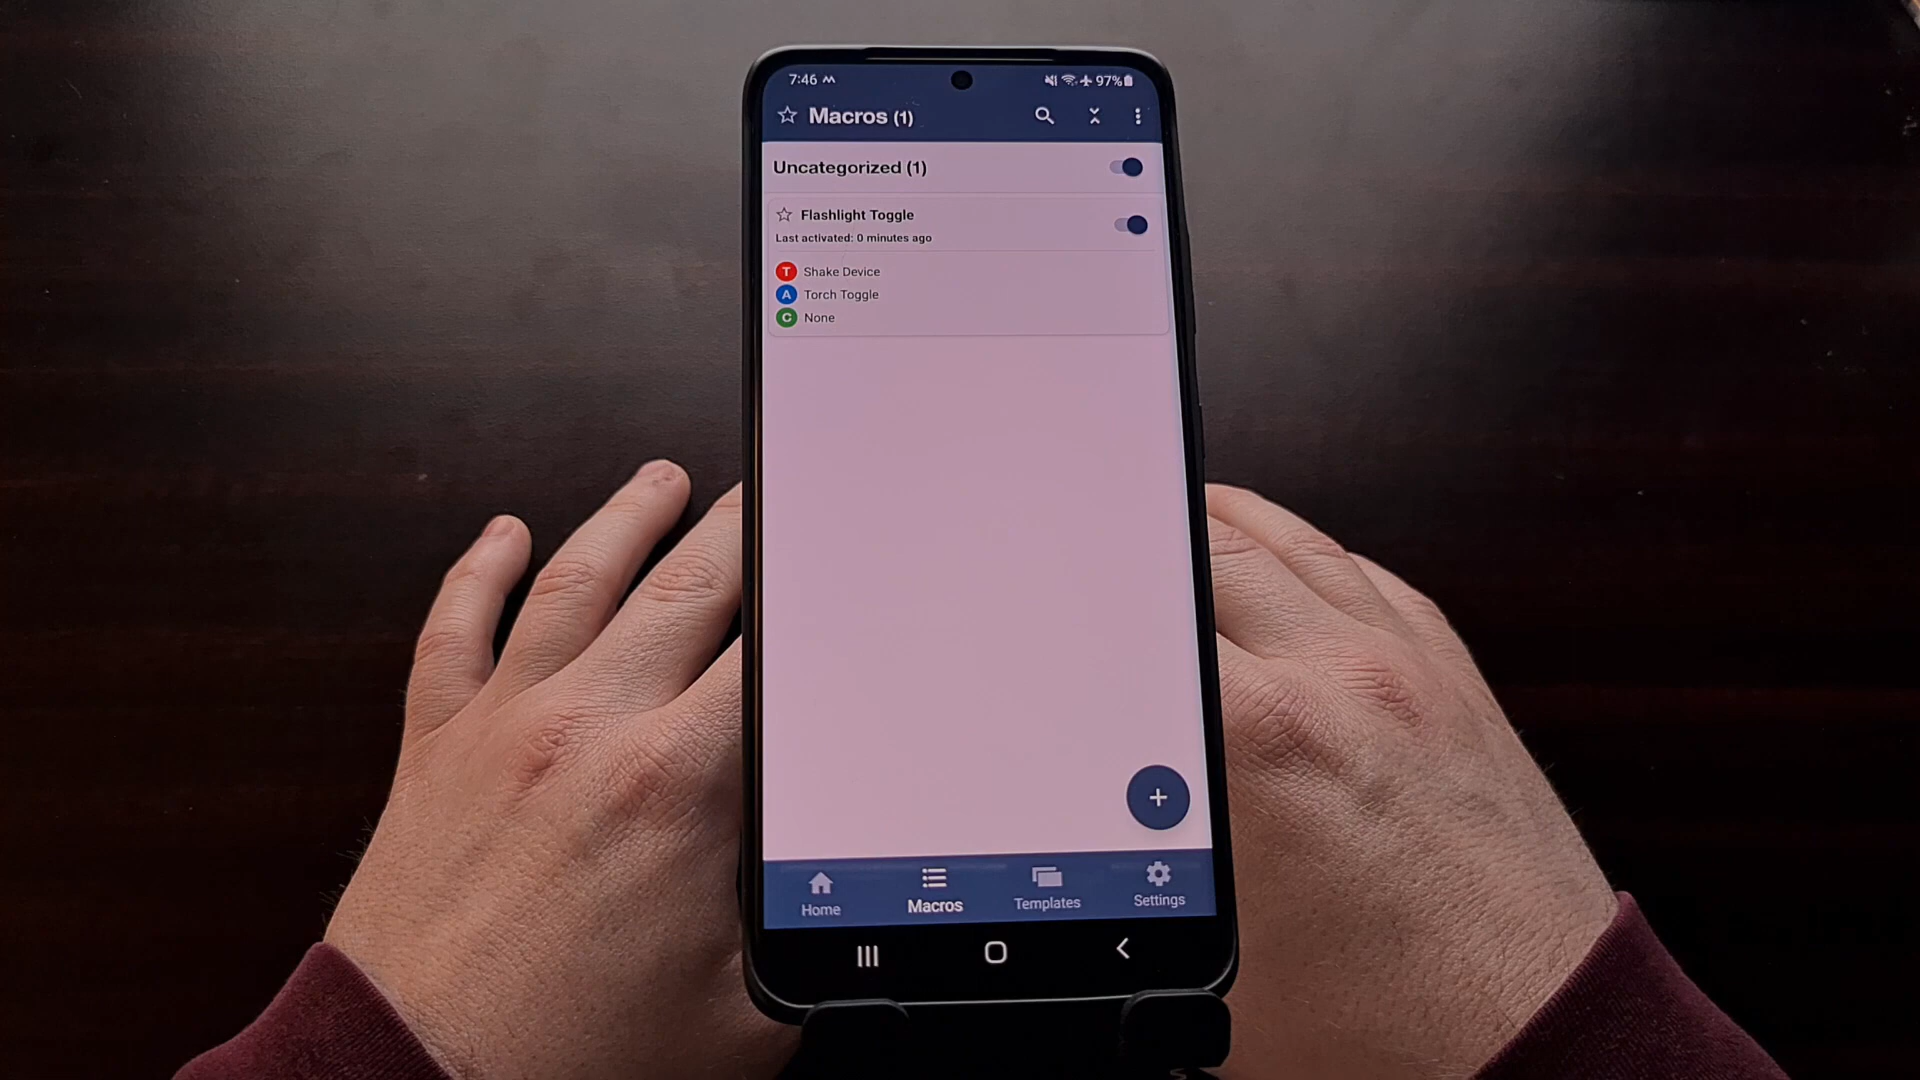 7:46 97%
Macros (1)
Uncategorized (1)
Flashlight Toggle
Last activated: 0 minutes ago
T Shake Device
A Torch Toggle
C None
+
Home Macros Templates Settings